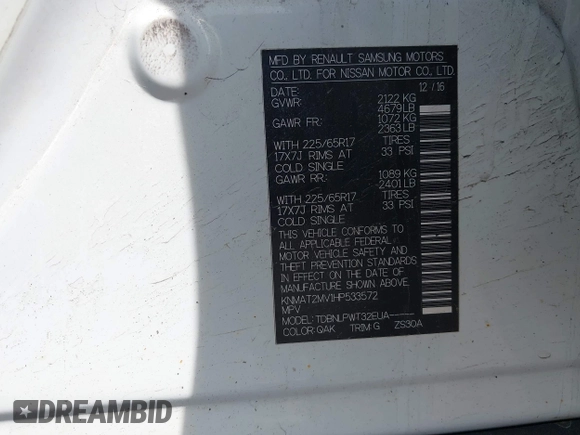 MFD BY RENAULT SAMSUNG MOTORS
CO., LTD. FOR NISSAN MOTOR CO., LTD.
DATE: 12 / 16
GVWR: 2122 KG
4679 LB
GAWR FR: 1072 KG
2363 LB
WITH 225/65R17 TIRES
17X7J RIMS AT 33 PSI
COLD SINGLE
GAWR RR: 1089 KG
2401 LB
WITH 225/65R17 TIRES
17X7J RIMS AT 33 PSI
COLD SINGLE
THIS VEHICLE CONFORMS TO
ALL APPLICABLE FEDERAL
MOTOR VEHICLE SAFETY AND
THEFT PREVENTION STANDARDS
IN EFFECT ON THE DATE OF
MANUFACTURE SHOWN ABOVE.
KNMAT2MV1HP533572
MPV
MODEL: TDBNLPWT32EUA-----
COLOR: QAK TRIM G ZS30A
DREAMBID